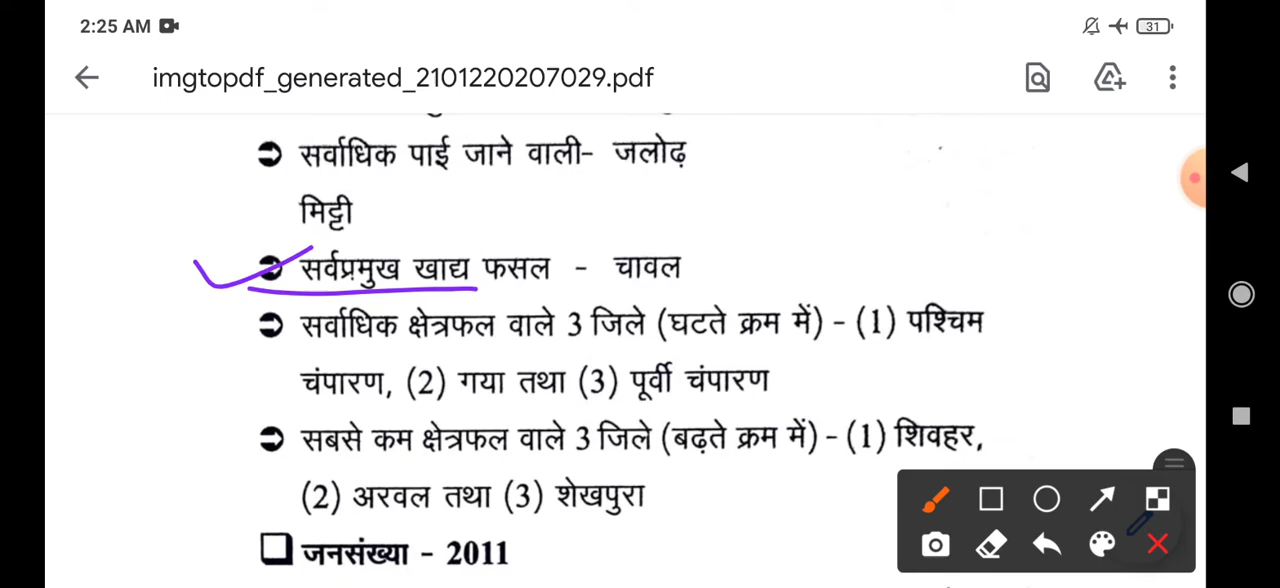 2:25 AM
31
imgtopdf_generated_2101220207029.pdf
➲ सर्वाधिक पाई जाने वाली- जलोढ़
मिट्टी
➲ सर्वप्रमुख खाद्य फसल - चावल
➲ सर्वाधिक क्षेत्रफल वाले 3 जिले (घटते क्रम में) - (1) पश्चिम
चंपारण, (2) गया तथा (3) पूर्वी चंपारण
➲ सबसे कम क्षेत्रफल वाले 3 जिले (बढ़ते क्रम में) - (1) शिवहर,
(2) अरवल तथा (3) शेखपुरा
❑ जनसंख्या - 2011